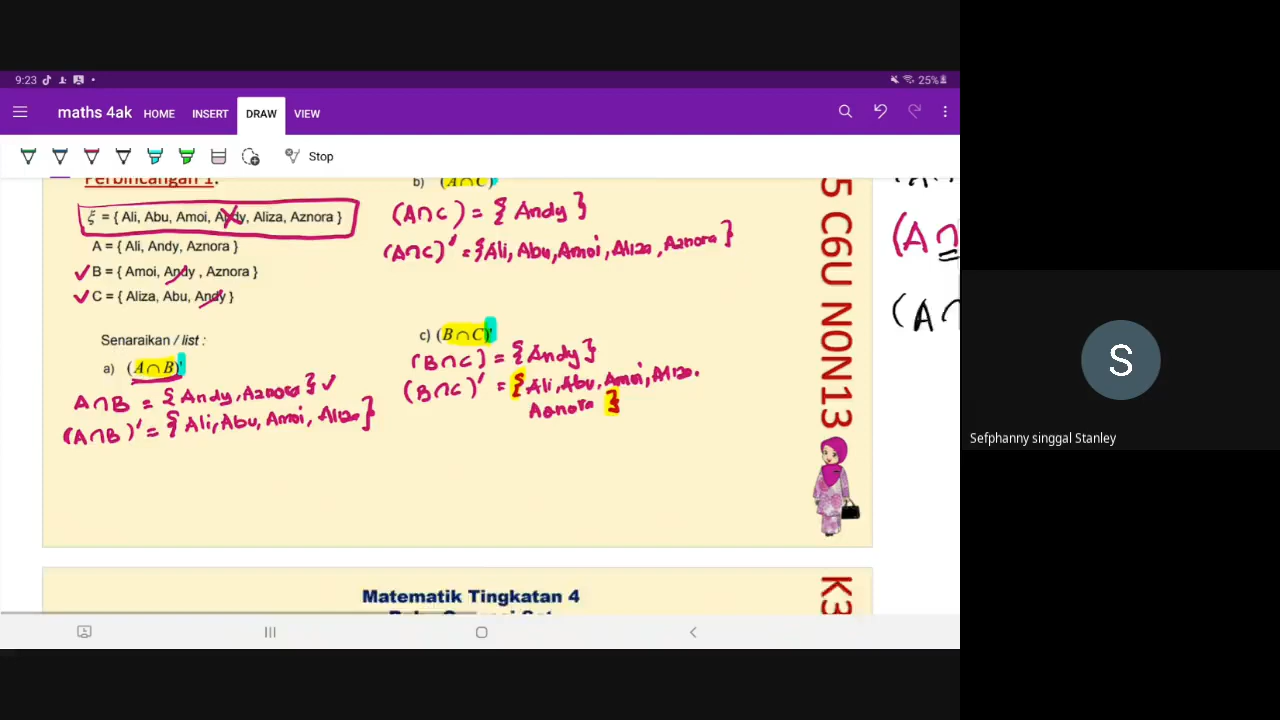 9:23
25%
maths 4ak
HOME
INSERT
DRAW
VIEW
Stop
Perbincangan 1.
ξ = { Ali, Abu, Amoi, Andy, Aliza, Aznora }
A = { Ali, Andy, Aznora }
B = { Amoi, Andy , Aznora }
C = { Aliza, Abu, Andy }
Senaraikan / list :
a) (A∩B)'
A∩B = {Andy, Aznora}
(A∩B)' = {Ali, Abu, Amoi, Aliza}
b) (A∩C)'
(A∩C) = {Andy}
(A∩C)' = {Ali, Abu, Amoi, Aliza, Aznora}
c) (B∩C)'
(B∩C) = {Andy}
(B∩C)' = {Ali, Abu, Amoi, Aliza,
Aznora }
5 C6U NON13
(A∩
(A∩
Matematik Tingkatan 4
K3
Sefphanny singgal Stanley
S